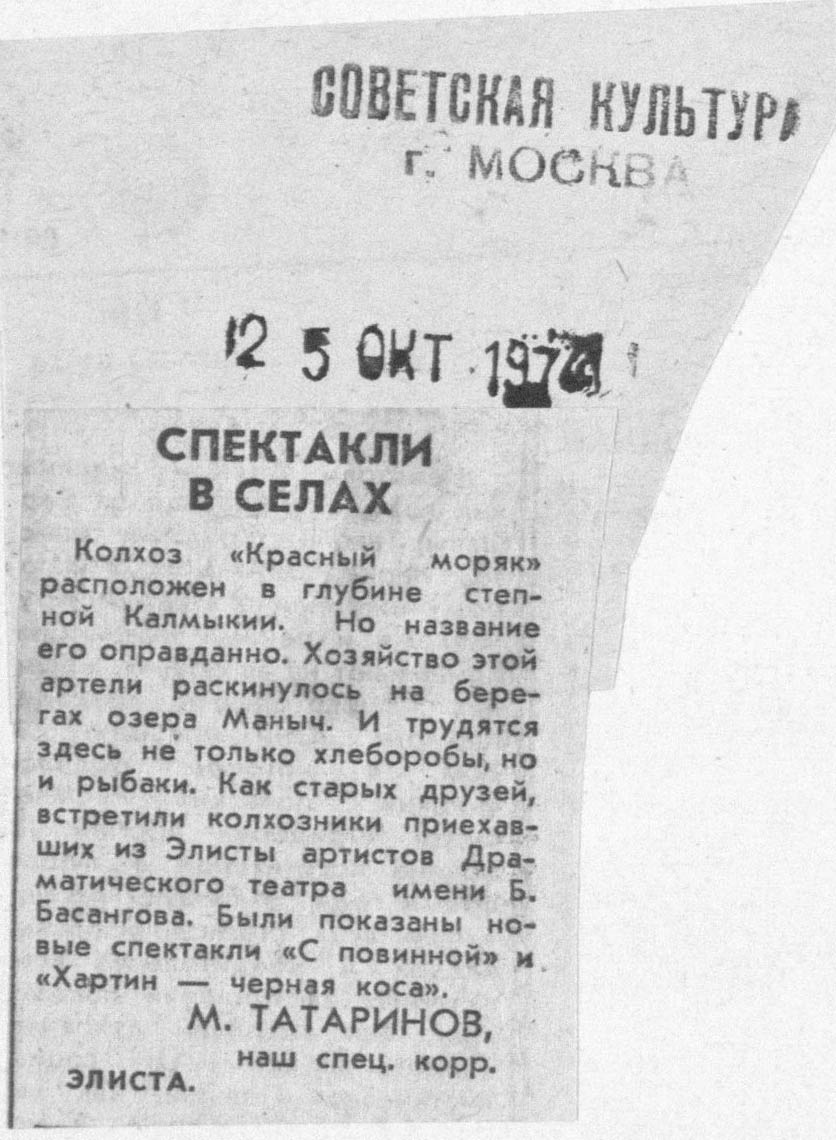 СОВЕТСКАЯ КУЛЬТУРА
г. МОСКВА
2 5 ОКТ
СПЕКТАКЛИ
В СЕЛАХ
Колхоз «Красный моряк»
расположен в глубине степ-
ной Калмыкии. Но название
его оправданно. Хозяйство этой
артели раскинулось на бере-
гах озера Маныч. И трудятся
здесь не только хлеборобы, но
и рыбаки. Как старых друзей,
встретили колхозники приехав-
ших из Элисты артистов Дра-
матического театра имени Б.
Басангова. Были показаны но-
вые спектакли «С повинной» и
«Хартин — черная коса».
М. ТАТАРИНОВ,
наш спец. корр.
ЭЛИСТА.